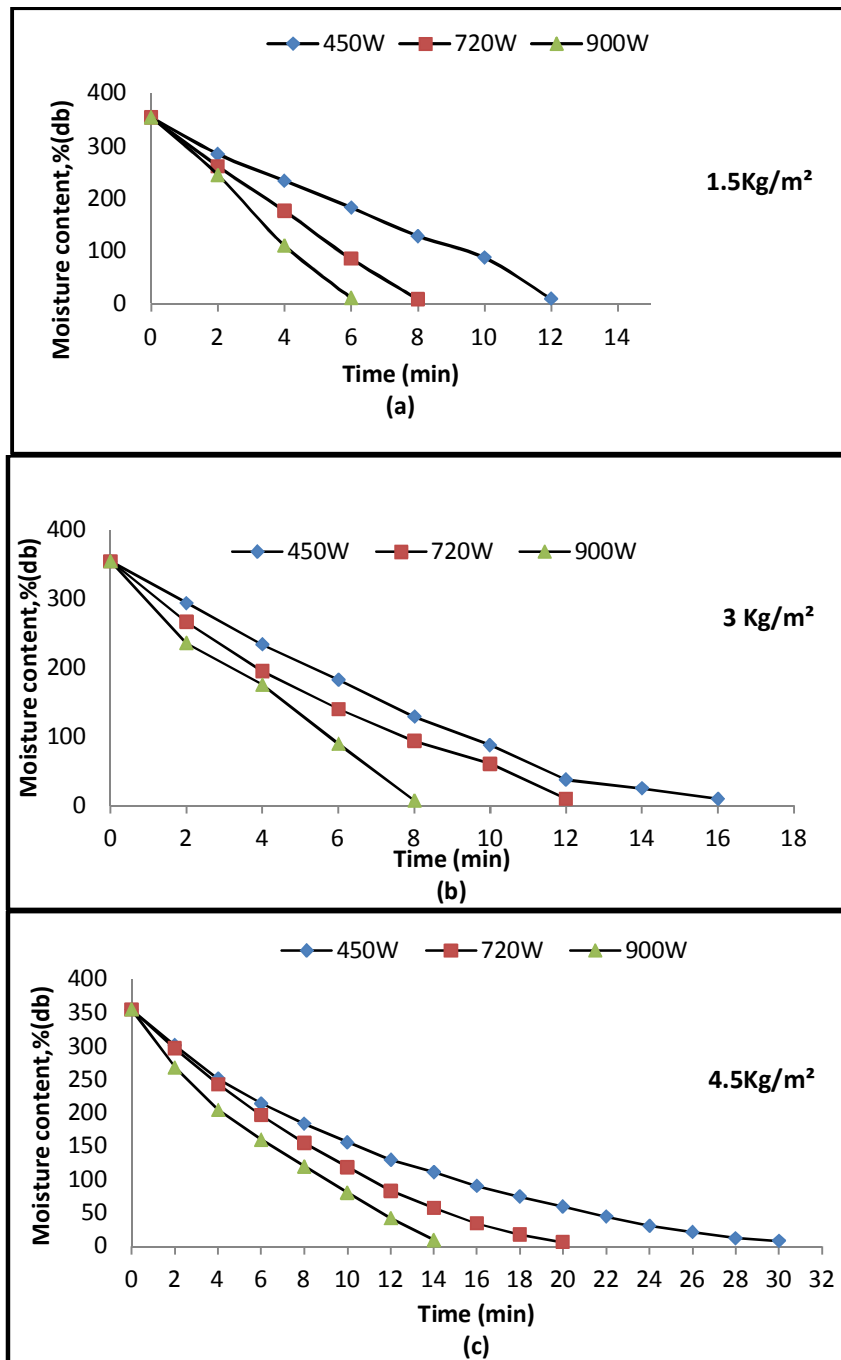 450W 720W 900W
400
300
200
100
0
Moisture content,%(db)
1.5Kg/m²
0 2 4 6 8 10 12 14
Time (min)
(a)
450W 720W 900W
400
300
200
100
0
Moisture content,%(db)
3 Kg/m²
0 2 4 6 8 10 12 14 16 18
Time (min)
(b)
450W 720W 900W
400
350
300
250
200
150
100
50
0
Moisture content,%(db)
4.5Kg/m²
0 2 4 6 8 10 12 14 16 18 20 22 24 26 28 30 32
Time (min)
(c)